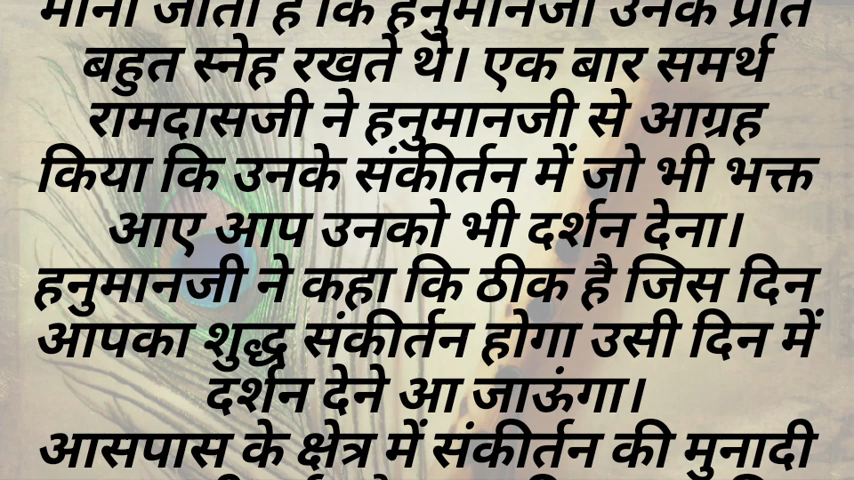 माना जाता है कि हनुमानजी उनके प्रति
बहुत स्नेह रखते थे। एक बार समर्थ
रामदासजी ने हनुमानजी से आग्रह
किया कि उनके संकीर्तन में जो भी भक्त
आए आप उनको भी दर्शन देना।
हनुमानजी ने कहा कि ठीक है जिस दिन
आपका शुद्ध संकीर्तन होगा उसी दिन में
दर्शन देने आ जाऊंगा।
आसपास के क्षेत्र में संकीर्तन की मुनादी